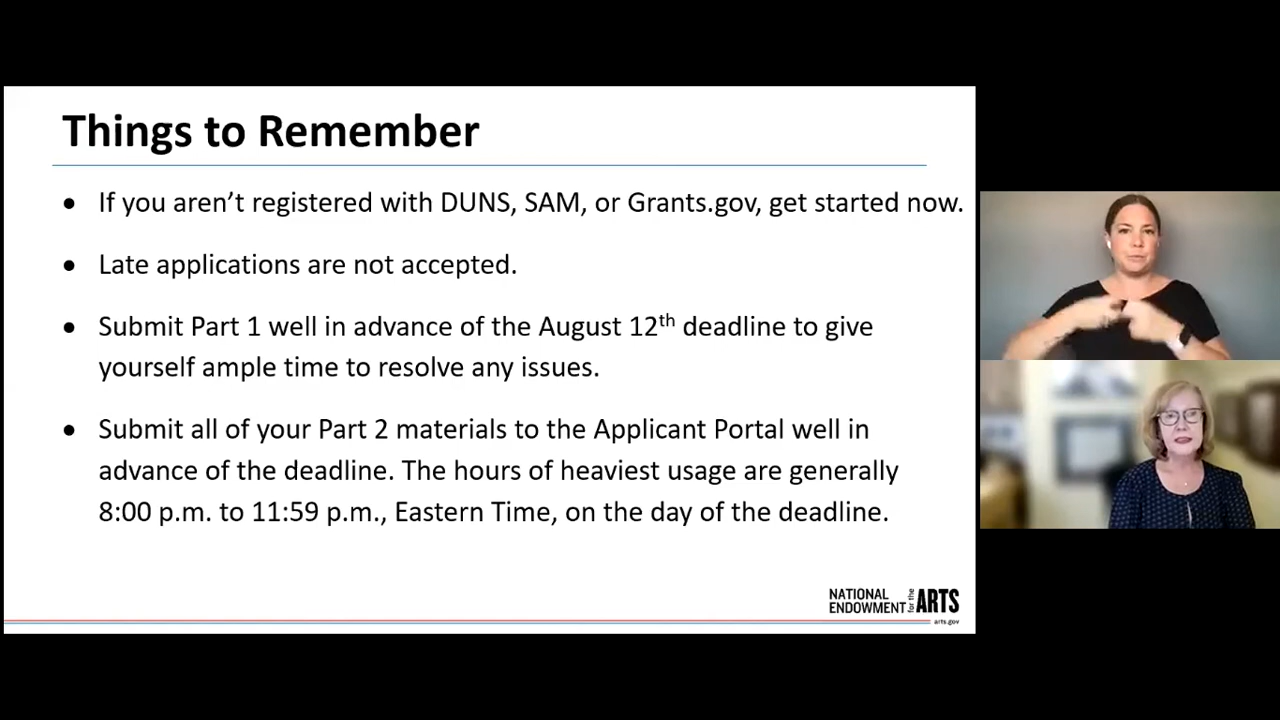 Things to Remember
• If you aren’t registered with DUNS, SAM, or Grants.gov, get started now.
• Late applications are not accepted.
• Submit Part 1 well in advance of the August 12th deadline to give
yourself ample time to resolve any issues.
• Submit all of your Part 2 materials to the Applicant Portal well in
advance of the deadline. The hours of heaviest usage are generally
8:00 p.m. to 11:59 p.m., Eastern Time, on the day of the deadline.
NATIONAL
ENDOWMENT for the ARTS
arts.gov